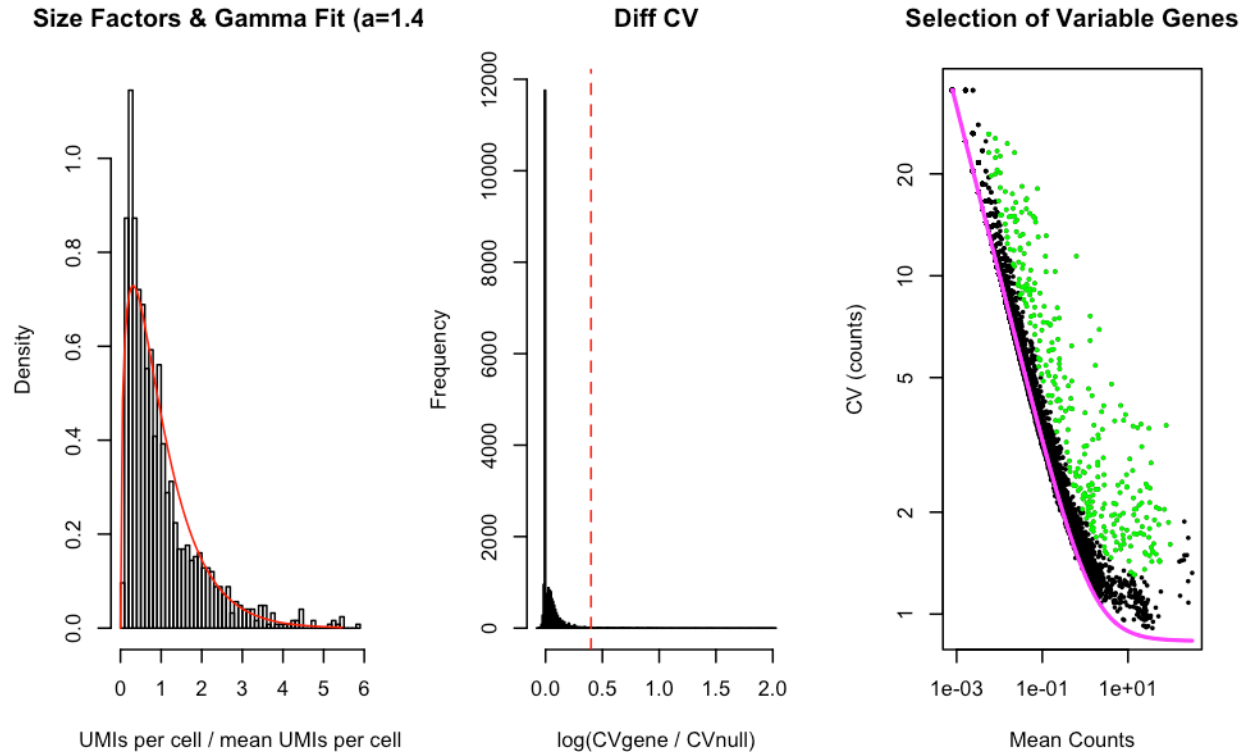 Size Factors & Gamma Fit (a=1.4
Density
0.0 0.2 0.4 0.6 0.8 1.0
0 1 2 3 4 5 6
UMIs per cell / mean UMIs per cell
Diff CV
Frequency
0 2000 4000 6000 8000 10000 12000
0.0 0.5 1.0 1.5 2.0
log(CVgene / CVnull)
Selection of Variable Genes
CV (counts)
1 2 5 10 20
1e-03 1e-01 1e+01
Mean Counts